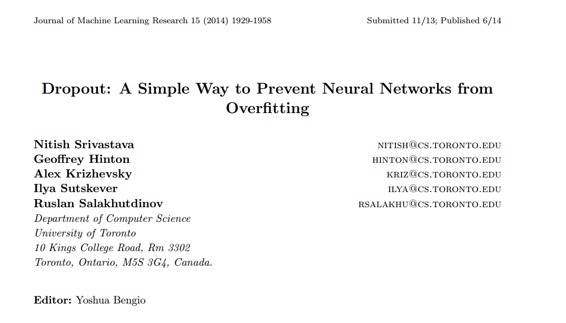 Journal of Machine Learning Research 15 (2014) 1929-1958 Submitted 11/13; Published 6/14
Dropout: A Simple Way to Prevent Neural Networks from
Overfitting
Nitish Srivastava NITISH@CS.TORONTO.EDU
Geoffrey Hinton HINTON@CS.TORONTO.EDU
Alex Krizhevsky KRIZ@CS.TORONTO.EDU
Ilya Sutskever ILYA@CS.TORONTO.EDU
Ruslan Salakhutdinov RSALAKHU@CS.TORONTO.EDU
Department of Computer Science
University of Toronto
10 Kings College Road, Rm 3302
Toronto, Ontario, M5S 3G4, Canada.
Editor: Yoshua Bengio